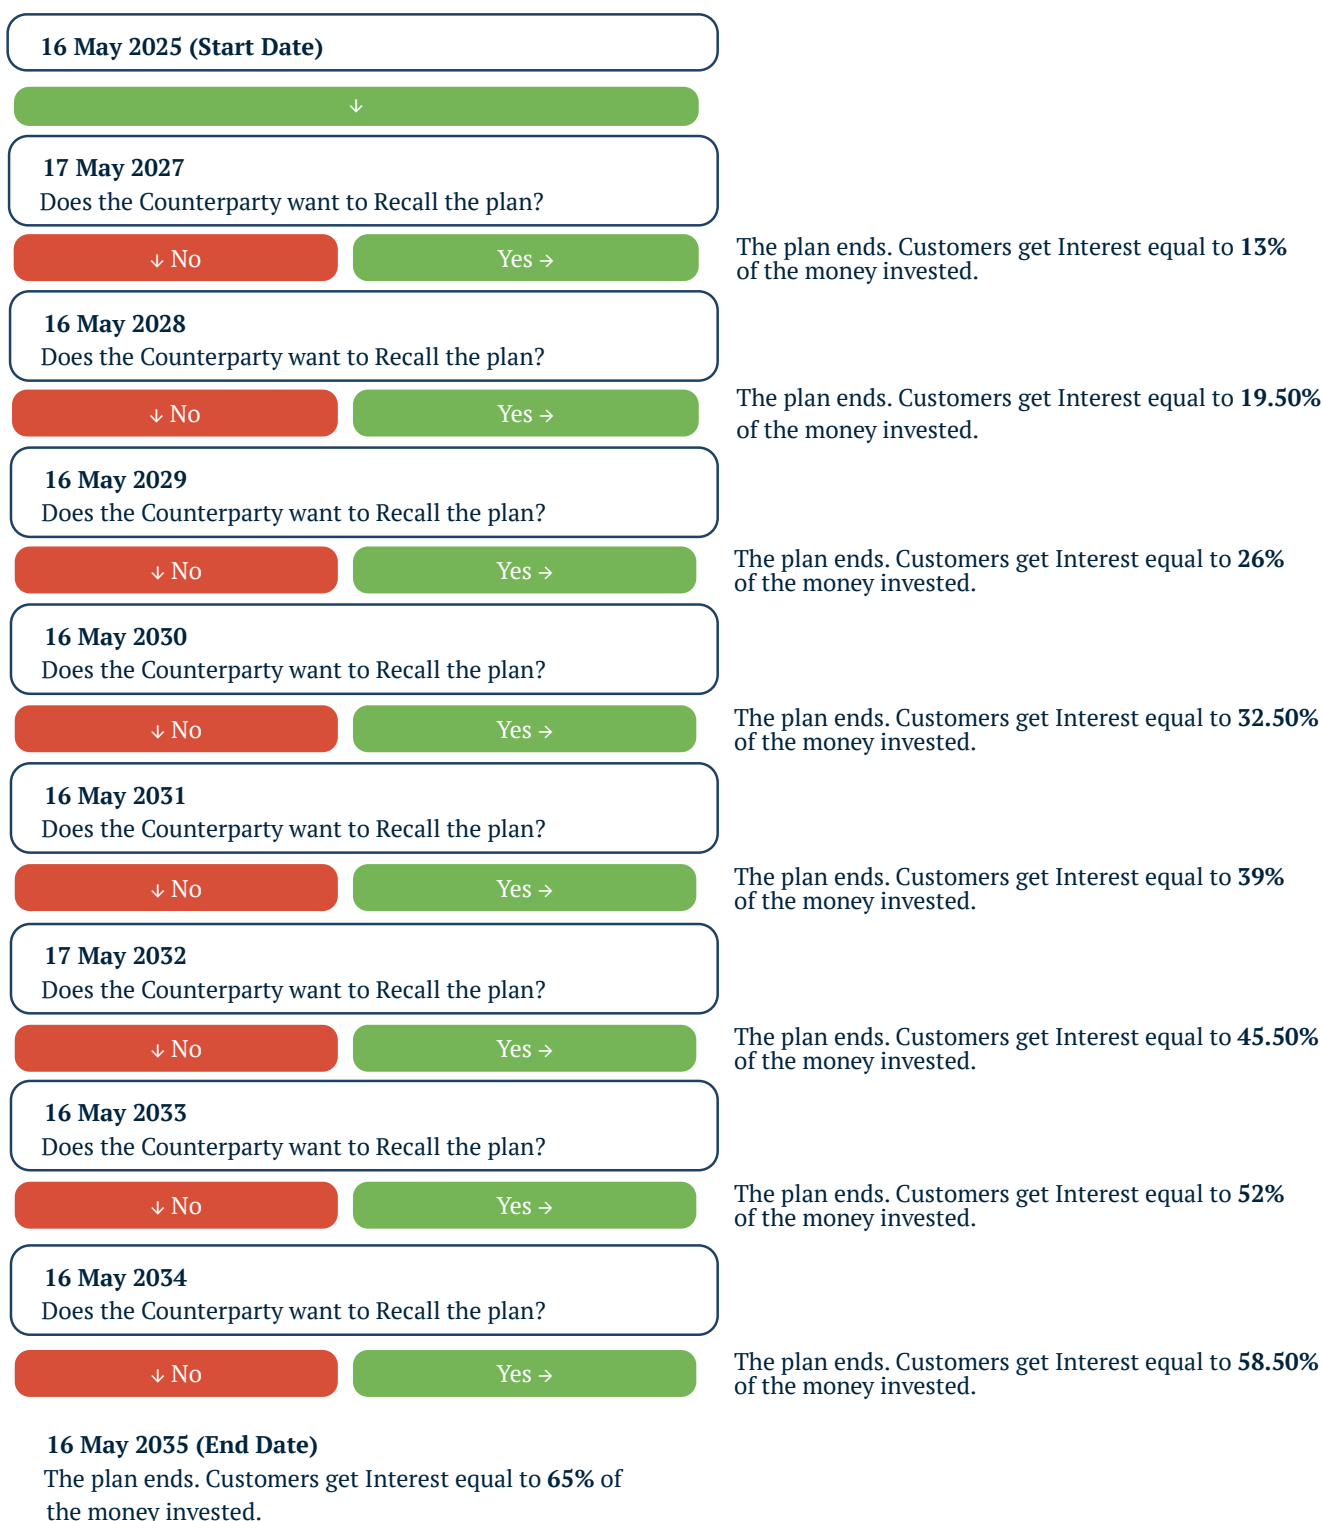 16 May 2025 (Start Date)
↓
17 May 2027
Does the Counterparty want to Recall the plan?
↓ No
Yes →
The plan ends. Customers get Interest equal to 13%
of the money invested.
16 May 2028
Does the Counterparty want to Recall the plan?
↓ No
Yes →
The plan ends. Customers get Interest equal to 19.50%
of the money invested.
16 May 2029
Does the Counterparty want to Recall the plan?
↓ No
Yes →
The plan ends. Customers get Interest equal to 26%
of the money invested.
16 May 2030
Does the Counterparty want to Recall the plan?
↓ No
Yes →
The plan ends. Customers get Interest equal to 32.50%
of the money invested.
16 May 2031
Does the Counterparty want to Recall the plan?
↓ No
Yes →
The plan ends. Customers get Interest equal to 39%
of the money invested.
17 May 2032
Does the Counterparty want to Recall the plan?
↓ No
Yes →
The plan ends. Customers get Interest equal to 45.50%
of the money invested.
16 May 2033
Does the Counterparty want to Recall the plan?
↓ No
Yes →
The plan ends. Customers get Interest equal to 52%
of the money invested.
16 May 2034
Does the Counterparty want to Recall the plan?
↓ No
Yes →
The plan ends. Customers get Interest equal to 58.50%
of the money invested.
16 May 2035 (End Date)
The plan ends. Customers get Interest equal to 65% of
the money invested.